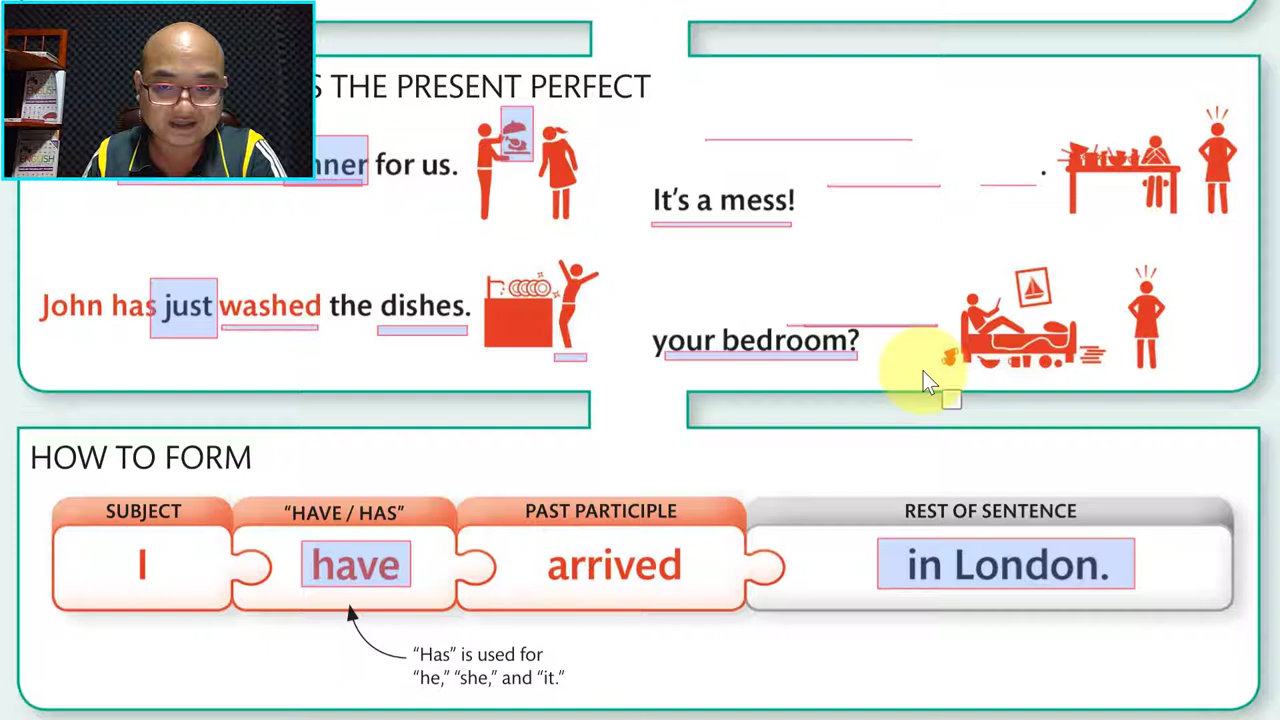 ENGLISH
ENGLISH
THE PRESENT PERFECT
for us.
It's a mess!
.
John has just washed the dishes.
your bedroom?
HOW TO FORM
SUBJECT
"HAVE / HAS"
PAST PARTICIPLE
REST OF SENTENCE
I
have
arrived
in London.
"Has" is used for
"he," "she," and "it."